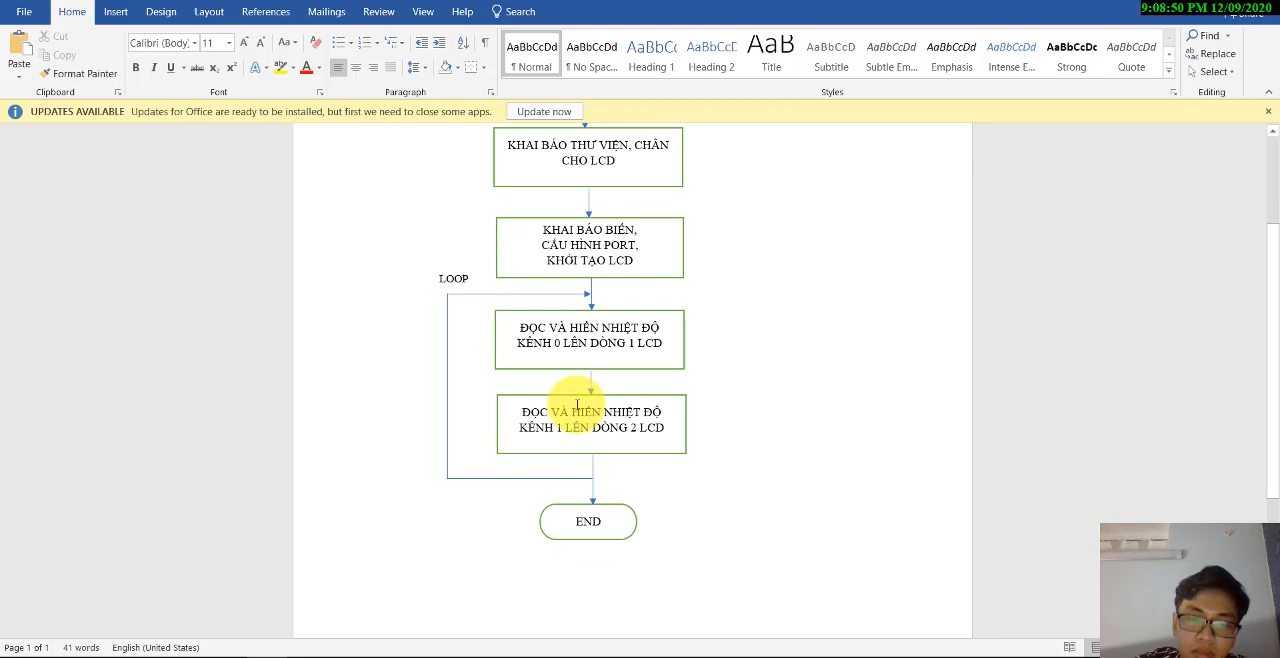 File Home Insert Design Layout References Mailings Review View Help Search
9:08:50 PM 12/09/2020
Paste
Cut
Copy
Format Painter
Clipboard
Calibri (Body) 11
Aa
Font
Paragraph
AaBbCcDd AaBbCcDd AaBbCc AaBbCcE AaB AaBbCcD AaBbCcDd AaBbCcDd AaBbCcDd AaBbCcDc AaBbCcDd
¶ Normal ¶ No Spac... Heading 1 Heading 2 Title Subtitle Subtle Em... Emphasis Intense E... Strong Quote
Styles
Find
Replace
Select
Editing
UPDATES AVAILABLE Updates for Office are ready to be installed, but first we need to close some apps. Update now
KHAI BÁO THƯ VIỆN, CHÂN
CHO LCD
KHAI BÁO BIẾN,
CẤU HÌNH PORT,
KHỞI TẠO LCD
LOOP
ĐỌC VÀ HIỂN NHIỆT ĐỘ
KÊNH 0 LÊN DÒNG 1 LCD
ĐỌC VÀ HIỂN NHIỆT ĐỘ
KÊNH 1 LÊN DÒNG 2 LCD
END
Page 1 of 1 41 words English (United States)